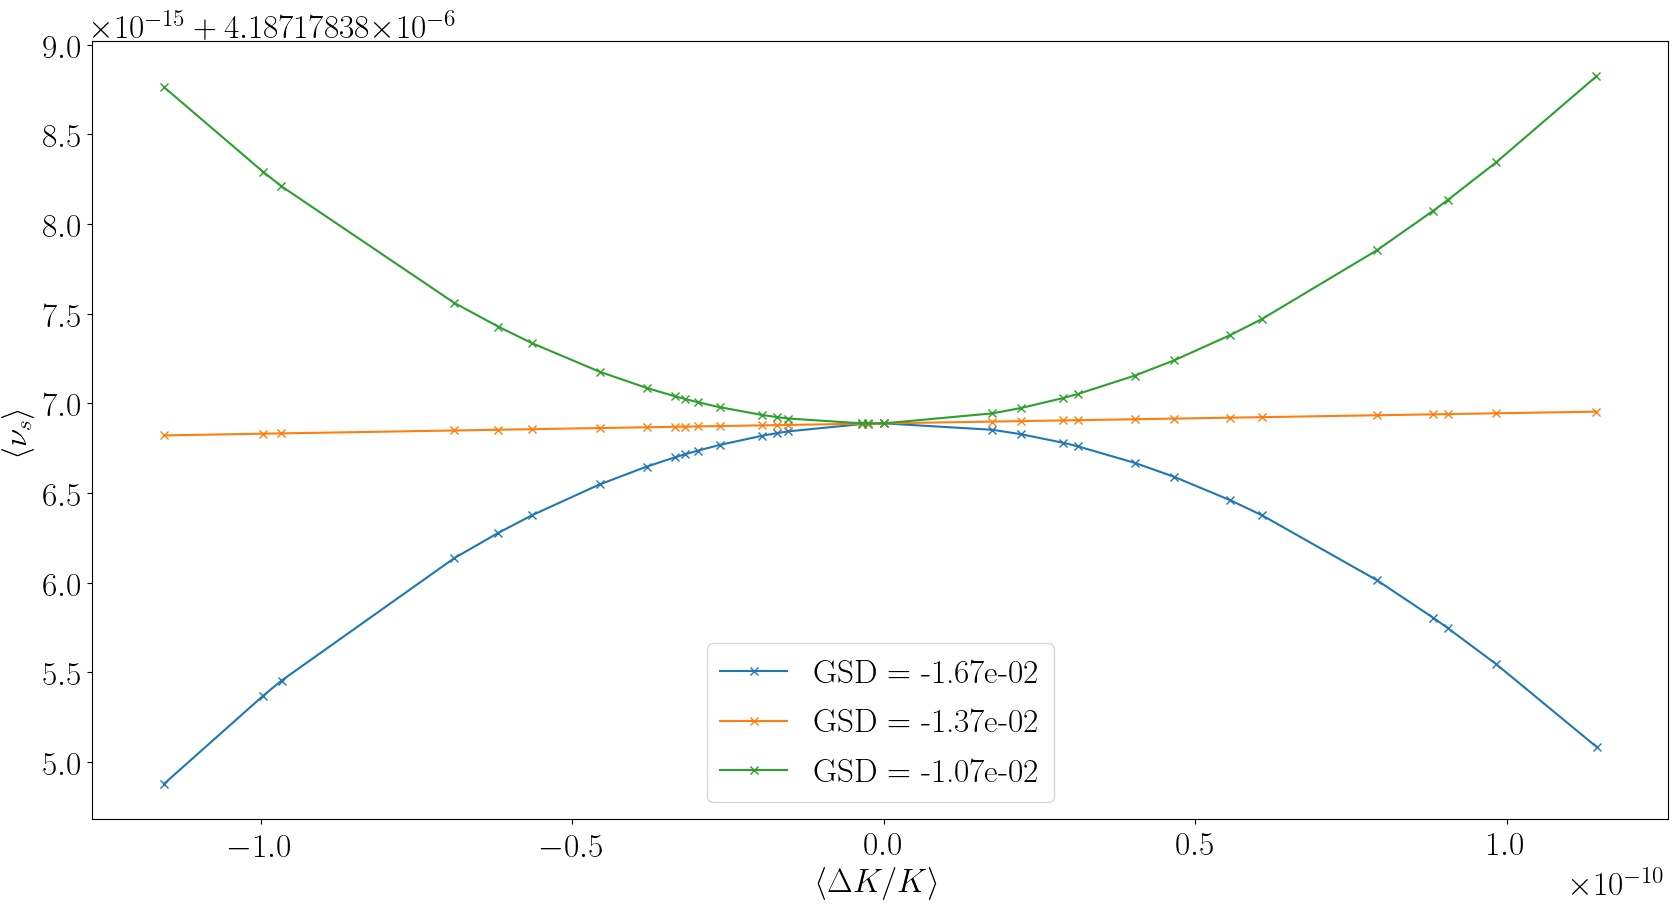 ×10⁻¹⁵ + 4.18717838×10⁻⁶
9.0
8.5
8.0
7.5
7.0
6.5
6.0
5.5
5.0
⟨νₛ⟩
GSD = -1.67e-02
GSD = -1.37e-02
GSD = -1.07e-02
−1.0 −0.5 0.0 0.5 1.0
⟨ΔK/K⟩
×10⁻¹⁰